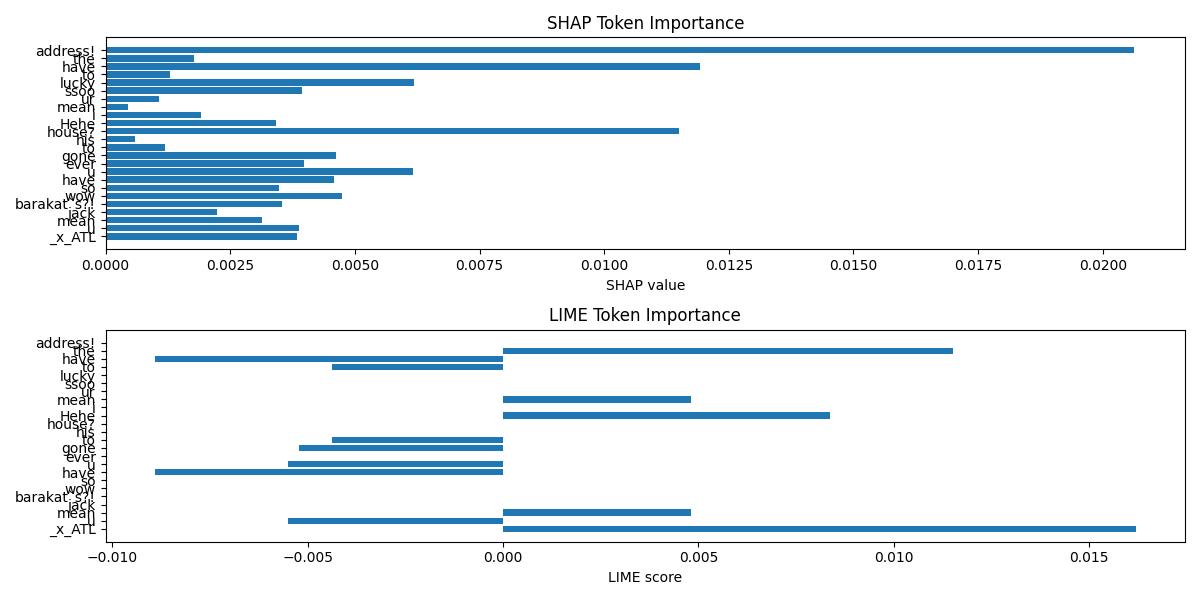 SHAP Token Importance
address!
the
have
to
lucky
ssoo
ur
mean
I
Hehe
house?
his
to
gone
ever
u
have
so
wow
barakat's?!
jack
mean
u
_x_ATL
0.0000 0.0025 0.0050 0.0075 0.0100 0.0125 0.0150 0.0175 0.0200
SHAP value
LIME Token Importance
address!
the
have
to
lucky
ssoo
ur
mean
I
Hehe
house?
his
to
gone
ever
u
have
so
wow
barakat's?!
jack
mean
u
_x_ATL
−0.010 −0.005 0.000 0.005 0.010 0.015
LIME score